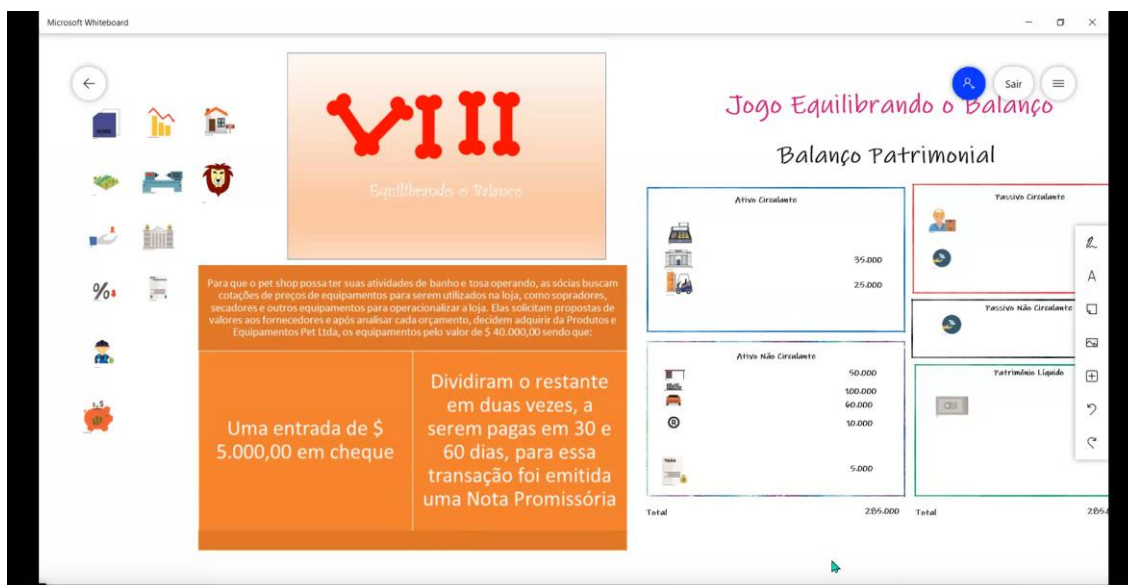 Microsoft Whiteboard
Sair
VIII
Equilibrando o Balanço
Para que o pet shop possa ter suas atividades de banho e tosa operando, as sócias buscam
cotações de preços de equipamentos para serem utilizados na loja, como sopradores,
secadores e outros equipamentos para operacionalizar a loja. Elas solicitam propostas de
valores aos fornecedores e após analisar cada orçamento, decidem adquirir da Produtos e
Equipamentos Pet Ltda, os equipamentos pelo valor de $ 40.000,00 sendo que:
Uma entrada de $
5.000,00 em cheque
Dividiram o restante
em duas vezes, a
serem pagas em 30 e
60 dias, para essa
transação foi emitida
uma Nota Promissória
Jogo Equilibrando o Balanço
Balanço Patrimonial
Ativo Circulante
35.000
25.000
Ativo Não Circulante
50.000
100.000
60.000
®
10.000
5.000
Total 285.000
Passivo Circulante
Passivo Não Circulante
Patrimônio Líquido
Total
A